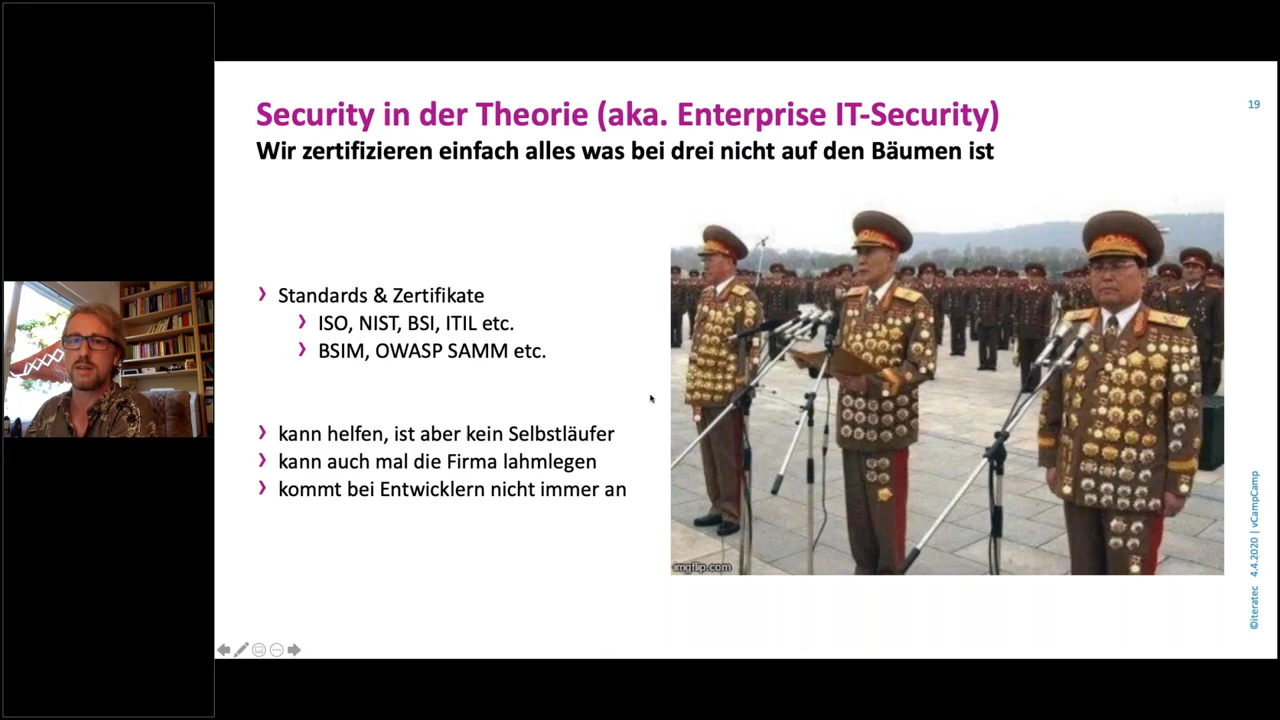 Security in der Theorie (aka. Enterprise IT-Security)
19
Wir zertifizieren einfach alles was bei drei nicht auf den Bäumen ist
Standards & Zertifikate
ISO, NIST, BSI, ITIL etc.
BSIM, OWASP SAMM etc.
kann helfen, ist aber kein Selbstläufer
kann auch mal die Firma lahmlegen
kommt bei Entwicklern nicht immer an
imgflip.com
©iteratec 4.4.2020 | vCampCamp